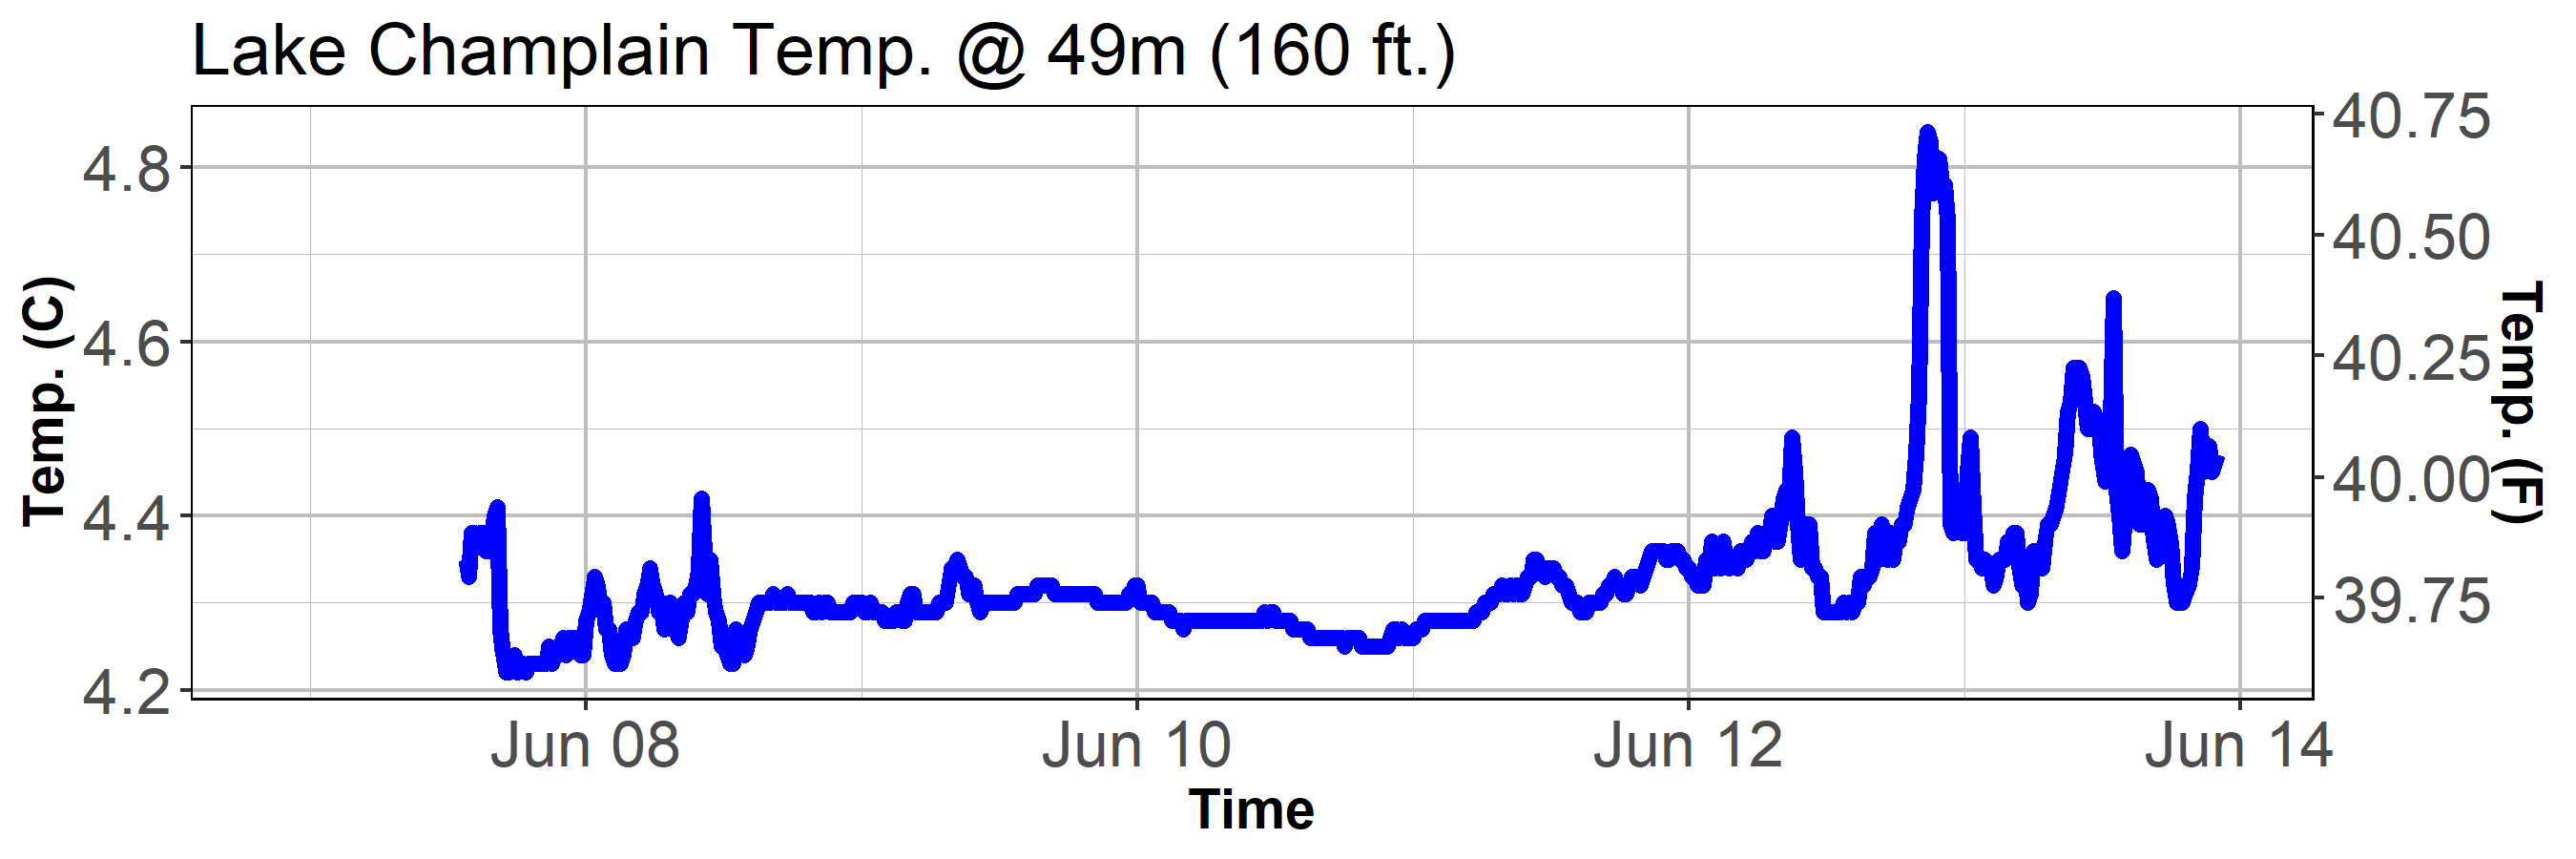 Lake Champlain Temp. @ 49m (160 ft.)
Temp. (C)
4.8
4.6
4.4
4.2
40.75
40.50
40.25
40.00
39.75
Temp. (F)
Jun 08
Jun 10
Jun 12
Jun 14
Time